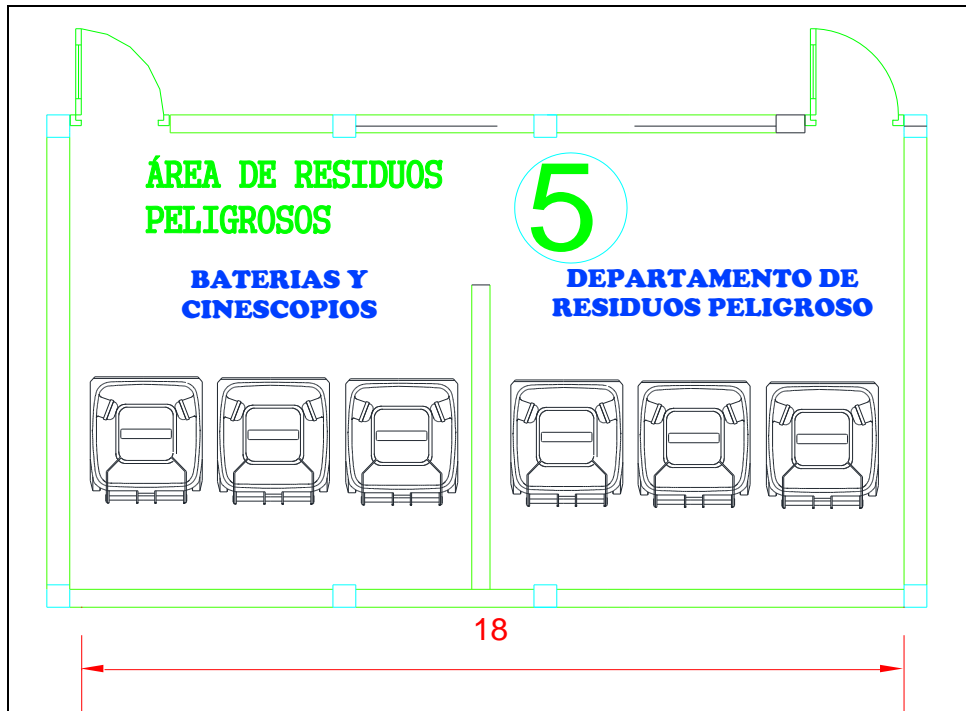 ÁREA DE RESIDUOS
PELIGROSOS
5
BATERIAS Y
CINESCOPIOS
DEPARTAMENTO DE
RESIDUOS PELIGROSO
18